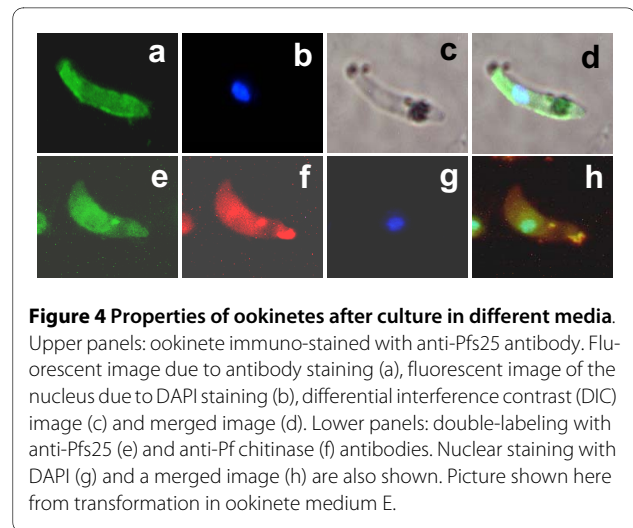 a b c d
e f g h
Figure 4 Properties of ookinetes after culture in different media.
Upper panels: ookinete immuno-stained with anti-Pfs25 antibody. Flu-
orescent image due to antibody staining (a), fluorescent image of the
nucleus due to DAPI staining (b), differential interference contrast (DIC)
image (c) and merged image (d). Lower panels: double-labeling with
anti-Pfs25 (e) and anti-Pf chitinase (f) antibodies. Nuclear staining with
DAPI (g) and a merged image (h) are also shown. Picture shown here
from transformation in ookinete medium E.